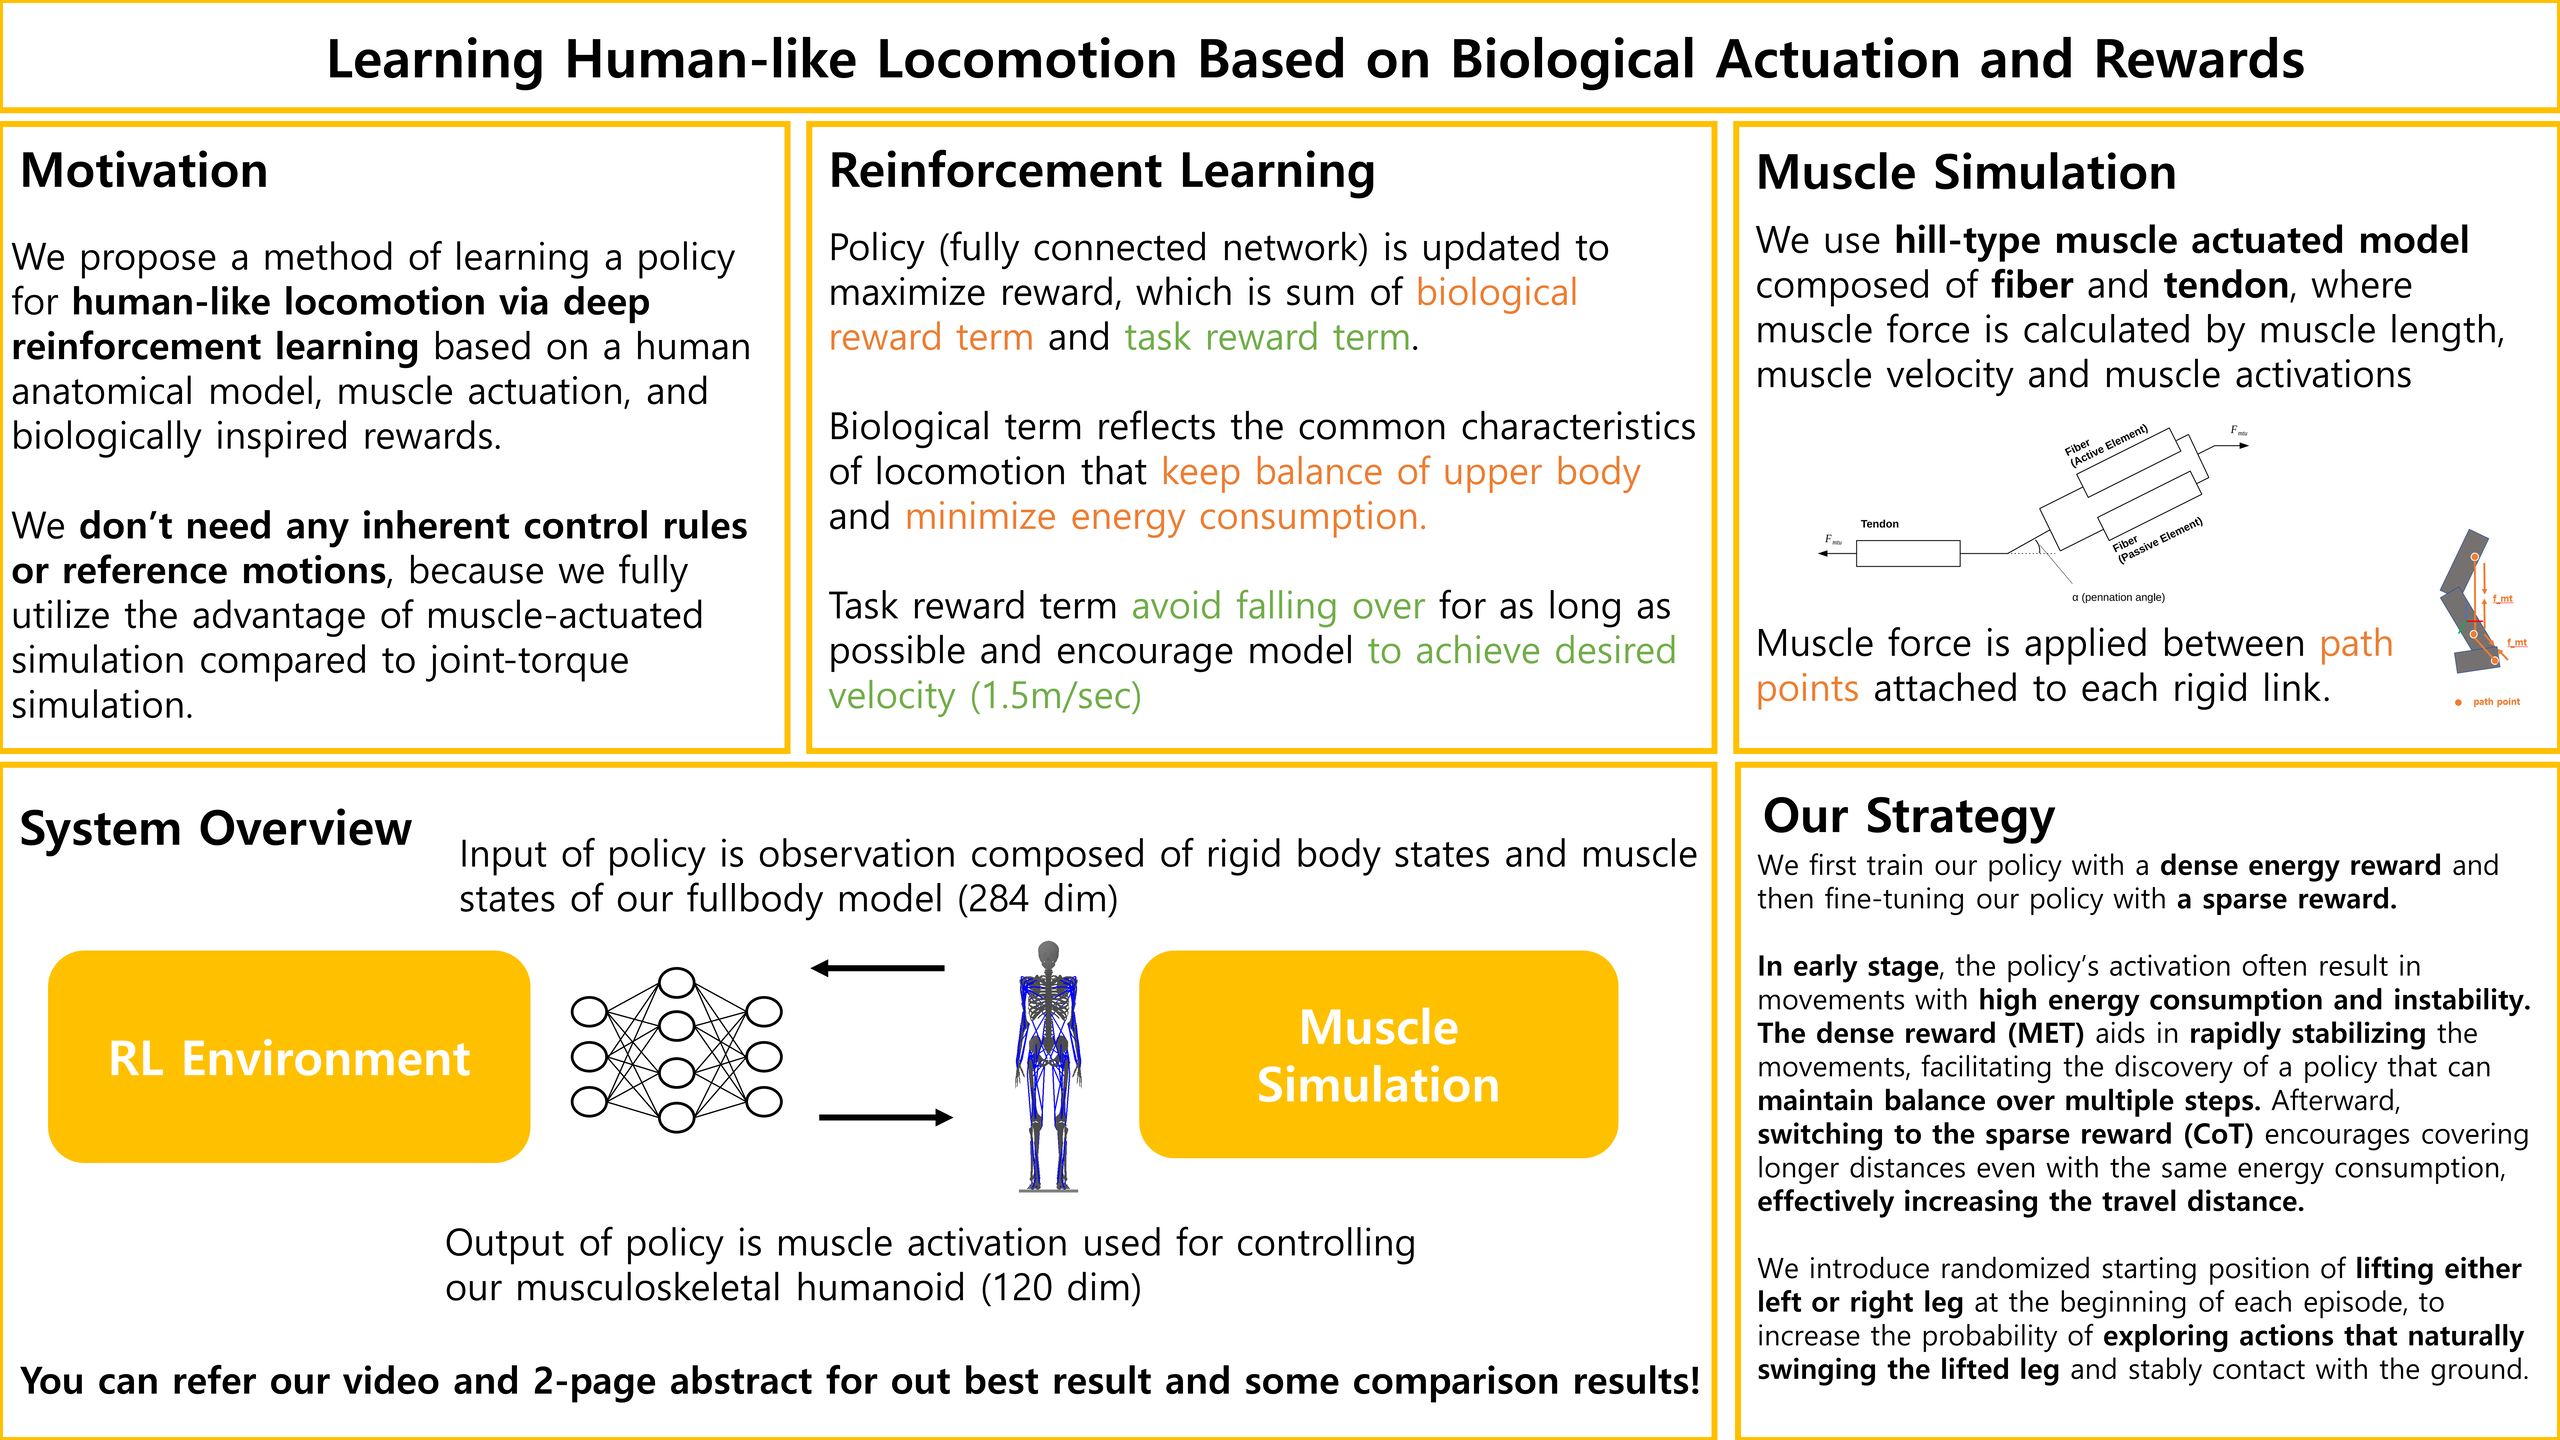 Learning Human-like Locomotion Based on Biological Actuation and Rewards
Motivation
We propose a method of learning a policy
for human-like locomotion via deep
reinforcement learning based on a human
anatomical model, muscle actuation, and
biologically inspired rewards.
We don’t need any inherent control rules
or reference motions, because we fully
utilize the advantage of muscle-actuated
simulation compared to joint-torque
simulation.
Reinforcement Learning
Policy (fully connected network) is updated to
maximize reward, which is sum of biological
reward term and task reward term.
Biological term reflects the common characteristics
of locomotion that keep balance of upper body
and minimize energy consumption.
Task reward term avoid falling over for as long as
possible and encourage model to achieve desired
velocity (1.5m/sec)
Muscle Simulation
We use hill-type muscle actuated model
composed of fiber and tendon, where
muscle force is calculated by muscle length,
muscle velocity and muscle activations
Fiber
(Active Element)
F mtu
Tendon
F mtu
Fiber
(Passive Element)
α (pennation angle)
f_mt
f_mt
path point
Muscle force is applied between path
points attached to each rigid link.
System Overview
Input of policy is observation composed of rigid body states and muscle
states of our fullbody model (284 dim)
RL Environment
Muscle
Simulation
Output of policy is muscle activation used for controlling
our musculoskeletal humanoid (120 dim)
You can refer our video and 2-page abstract for out best result and some comparison results!
Our Strategy
We first train our policy with a dense energy reward and
then fine-tuning our policy with a sparse reward.
In early stage, the policy’s activation often result in
movements with high energy consumption and instability.
The dense reward (MET) aids in rapidly stabilizing the
movements, facilitating the discovery of a policy that can
maintain balance over multiple steps. Afterward,
switching to the sparse reward (CoT) encourages covering
longer distances even with the same energy consumption,
effectively increasing the travel distance.
We introduce randomized starting position of lifting either
left or right leg at the beginning of each episode, to
increase the probability of exploring actions that naturally
swinging the lifted leg and stably contact with the ground.